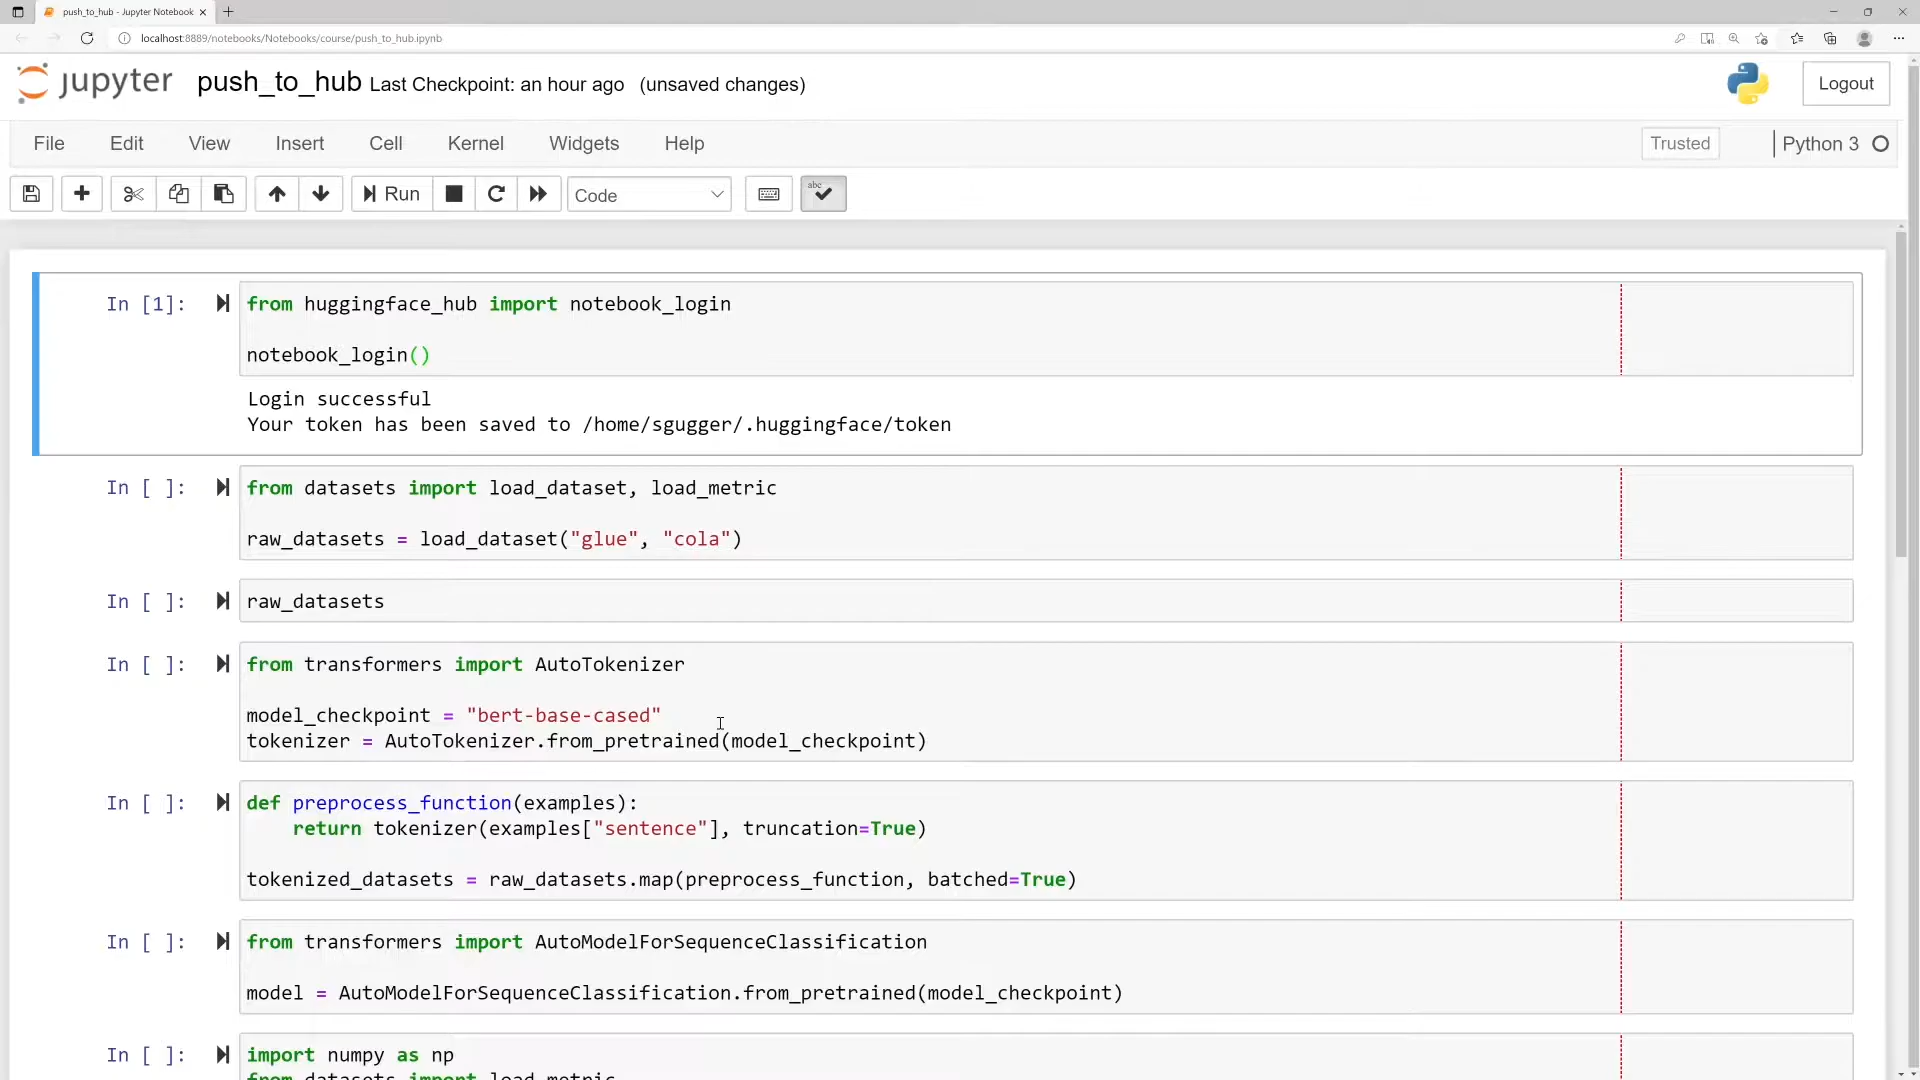 push_to_hub - Jupyter Notebook
localhost:8889/notebooks/Notebooks/course/push_to_hub.ipynb
jupyter push_to_hub Last Checkpoint: an hour ago (unsaved changes) Logout
File Edit View Insert Cell Kernel Widgets Help Trusted Python 3
Run Code abc
In [1]: from huggingface_hub import notebook_login
notebook_login()
Login successful
Your token has been saved to /home/sgugger/.huggingface/token
In [ ]: from datasets import load_dataset, load_metric
raw_datasets = load_dataset("glue", "cola")
In [ ]: raw_datasets
In [ ]: from transformers import AutoTokenizer
model_checkpoint = "bert-base-cased"
tokenizer = AutoTokenizer.from_pretrained(model_checkpoint)
In [ ]: def preprocess_function(examples):
return tokenizer(examples["sentence"], truncation=True)
tokenized_datasets = raw_datasets.map(preprocess_function, batched=True)
In [ ]: from transformers import AutoModelForSequenceClassification
model = AutoModelForSequenceClassification.from_pretrained(model_checkpoint)
In [ ]: import numpy as np
from datasets import load_metric